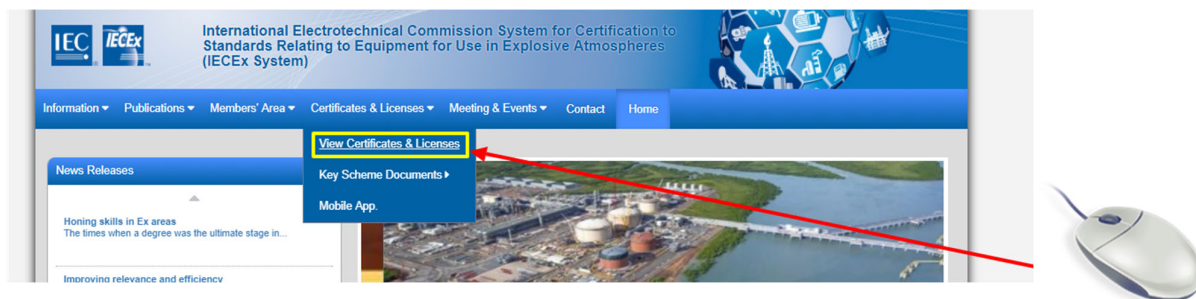 IEC IECEx
International Electrotechnical Commission System for Certification to
Standards Relating to Equipment for Use in Explosive Atmospheres
(IECEx System)
Information Publications Members' Area Certificates & Licenses Meeting & Events Contact Home
View Certificates & Licenses
Key Scheme Documents
Mobile App.
News Releases
Honing skills in Ex areas
The times when a degree was the ultimate stage in...
Improving relevance and efficiency